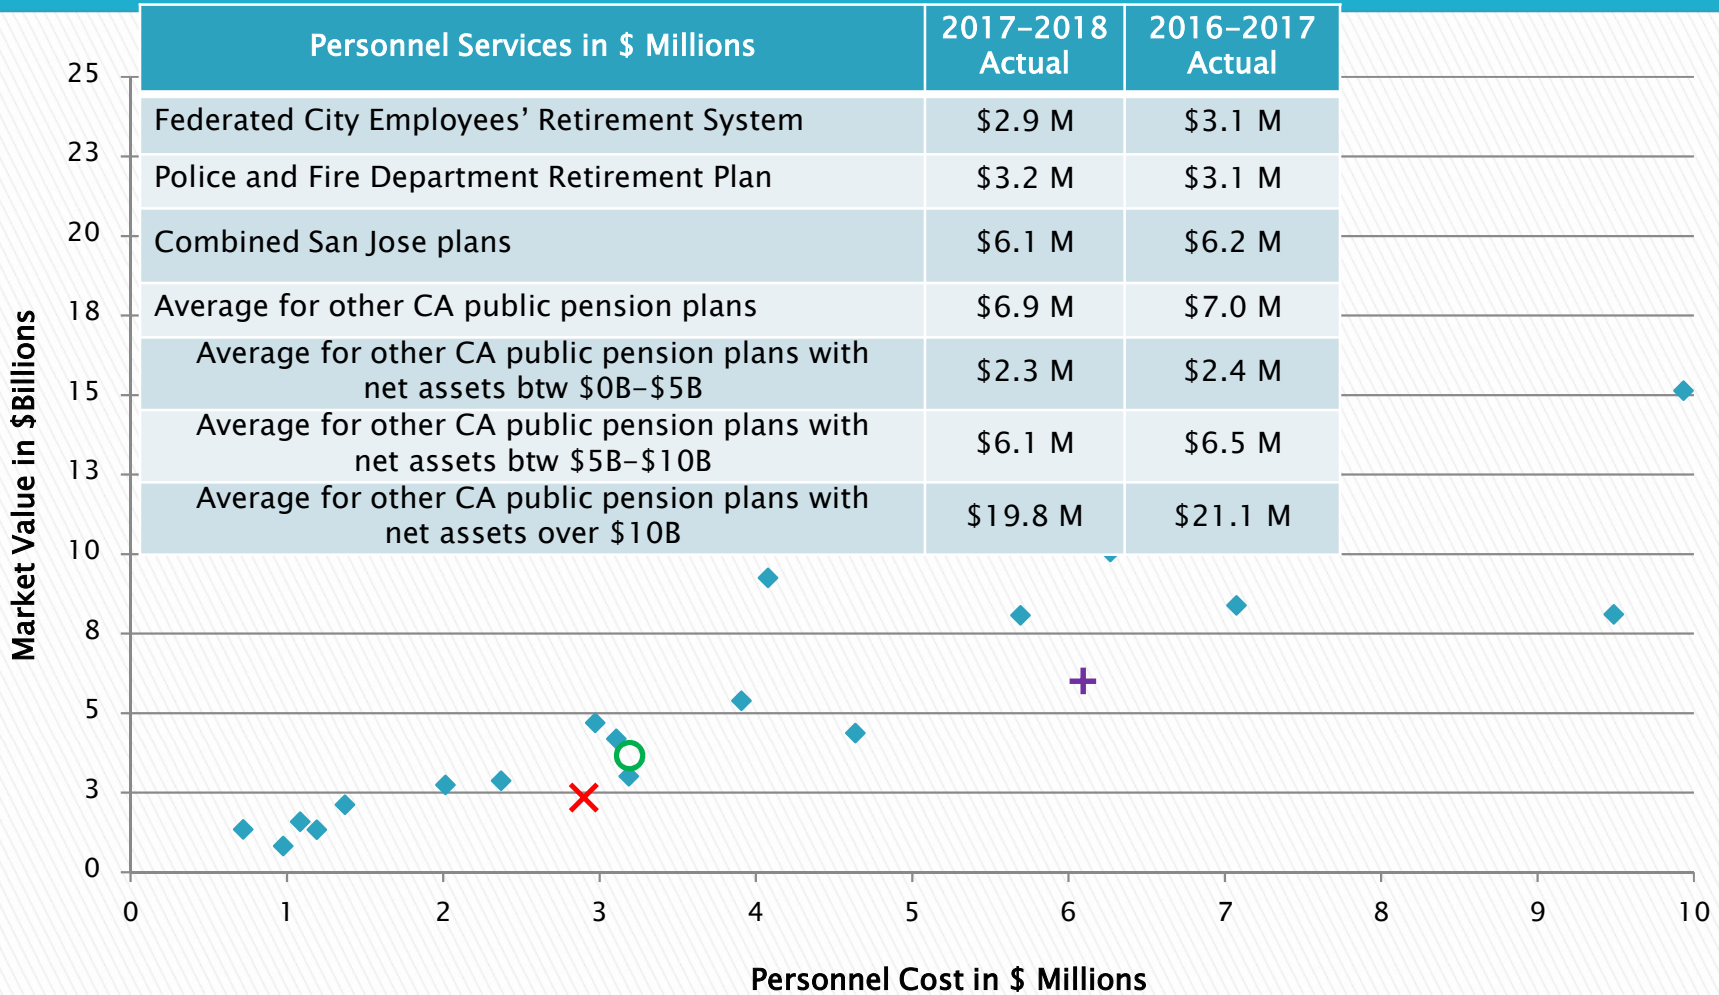 Personnel Services in $ Millions
2017-2018
Actual
2016-2017
Actual
Federated City Employees’ Retirement System
$2.9 M
$3.1 M
Police and Fire Department Retirement Plan
$3.2 M
$3.1 M
Combined San Jose plans
$6.1 M
$6.2 M
Average for other CA public pension plans
$6.9 M
$7.0 M
Average for other CA public pension plans with
net assets btw $0B-$5B
$2.3 M
$2.4 M
Average for other CA public pension plans with
net assets btw $5B-$10B
$6.1 M
$6.5 M
Average for other CA public pension plans with
net assets over $10B
$19.8 M
$21.1 M
Market Value in $Billions
25
23
20
18
15
13
10
8
5
3
0
0 1 2 3 4 5 6 7 8 9 10
Personnel Cost in $ Millions